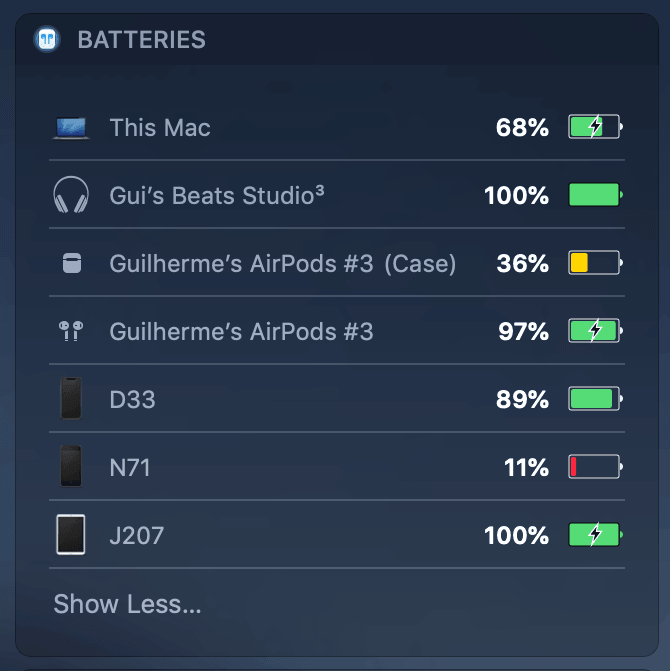 BATTERIES
This Mac 68%
Gui’s Beats Studio³ 100%
Guilherme’s AirPods #3 (Case) 36%
Guilherme’s AirPods #3 97%
D33 89%
N71 11%
J207 100%
Show Less...